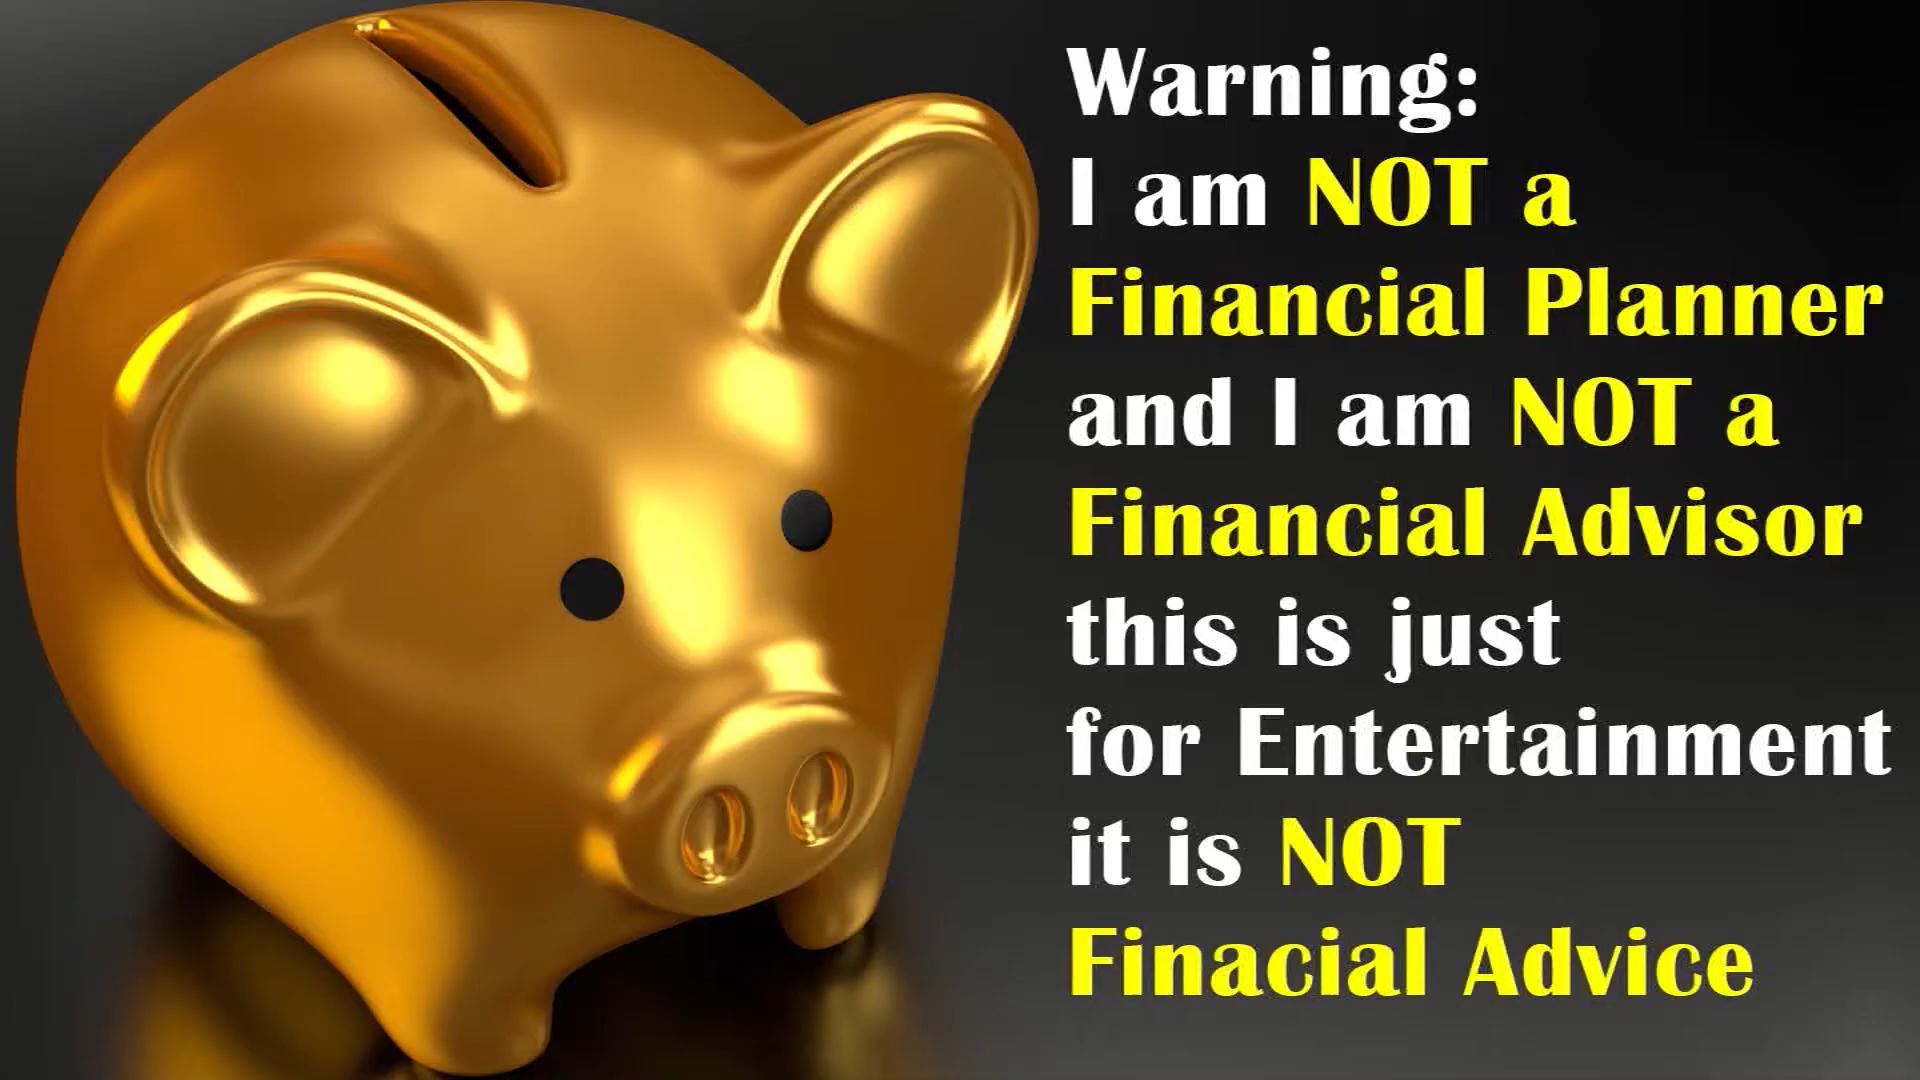 Warning:
I am NOT a
Financial Planner
and I am NOT a
Financial Advisor
this is just
for Entertainment
it is NOT
Finacial Advice